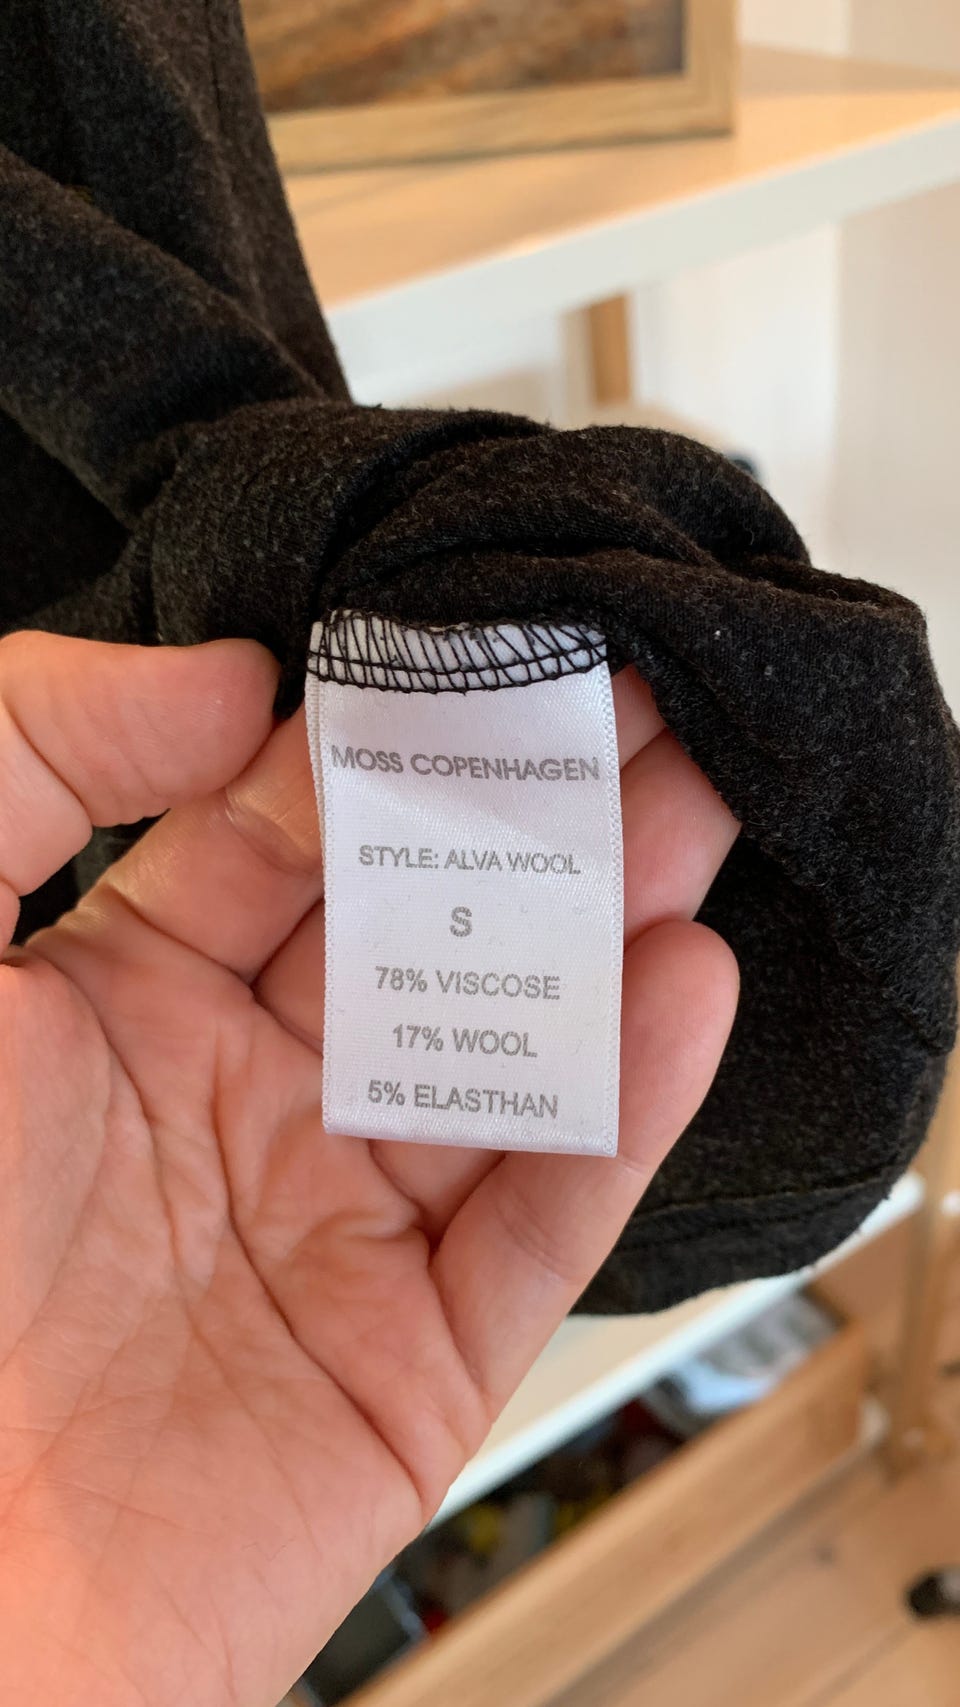 MOSS COPENHAGEN
STYLE: ALVA WOOL
S
78% VISCOSE
17% WOOL
5% ELASTHAN